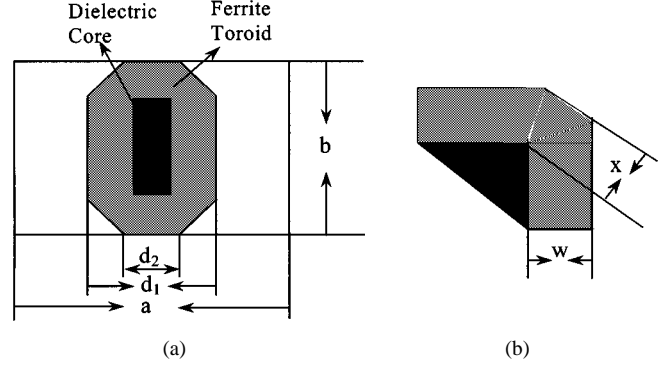 Dielectric
Core
Ferrite
Toroid
b
d₂
d₁
a
x
w
(a)
(b)